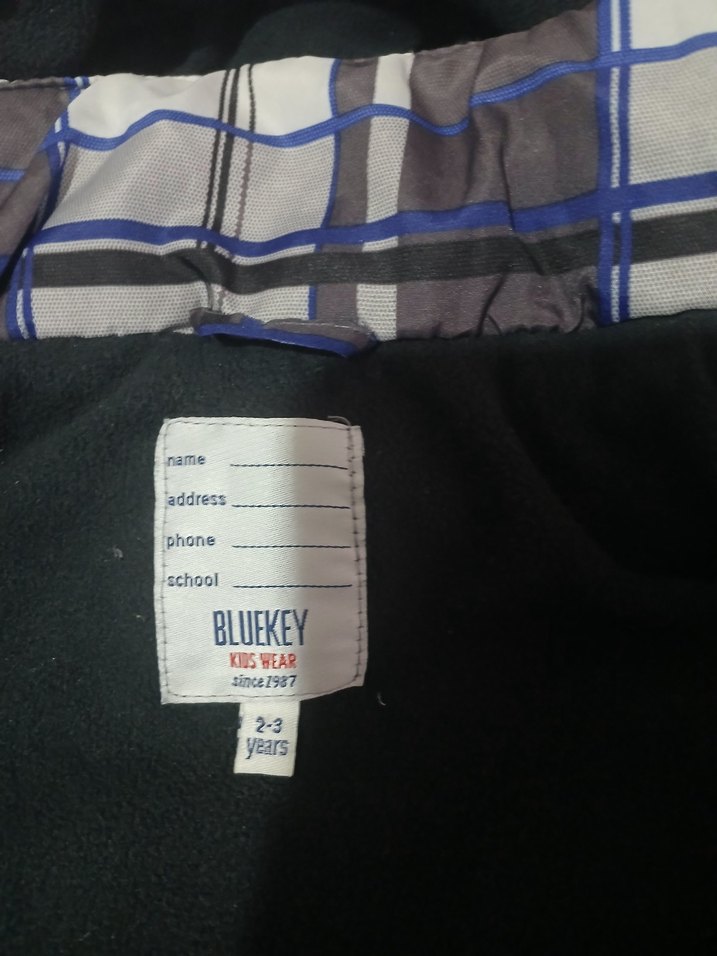 name
address
phone
school
BLUEKEY
KIDS WEAR
since 1987
2-3
years